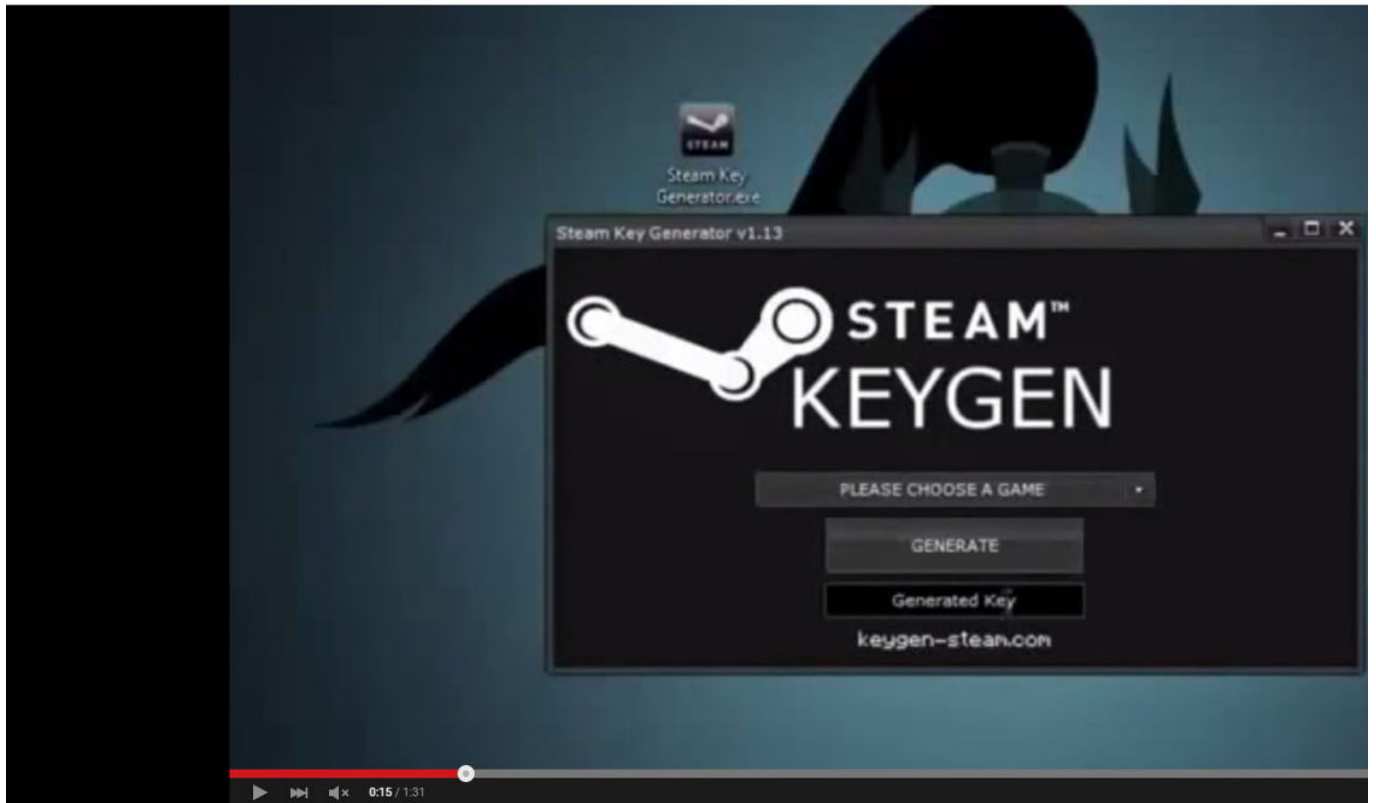 STEAM
Steam Key
Generator.exe
Steam Key Generator v1.13
STEAM™
KEYGEN
PLEASE CHOOSE A GAME
GENERATE
Generated Key
keygen-steam.com
0:15 / 1:31